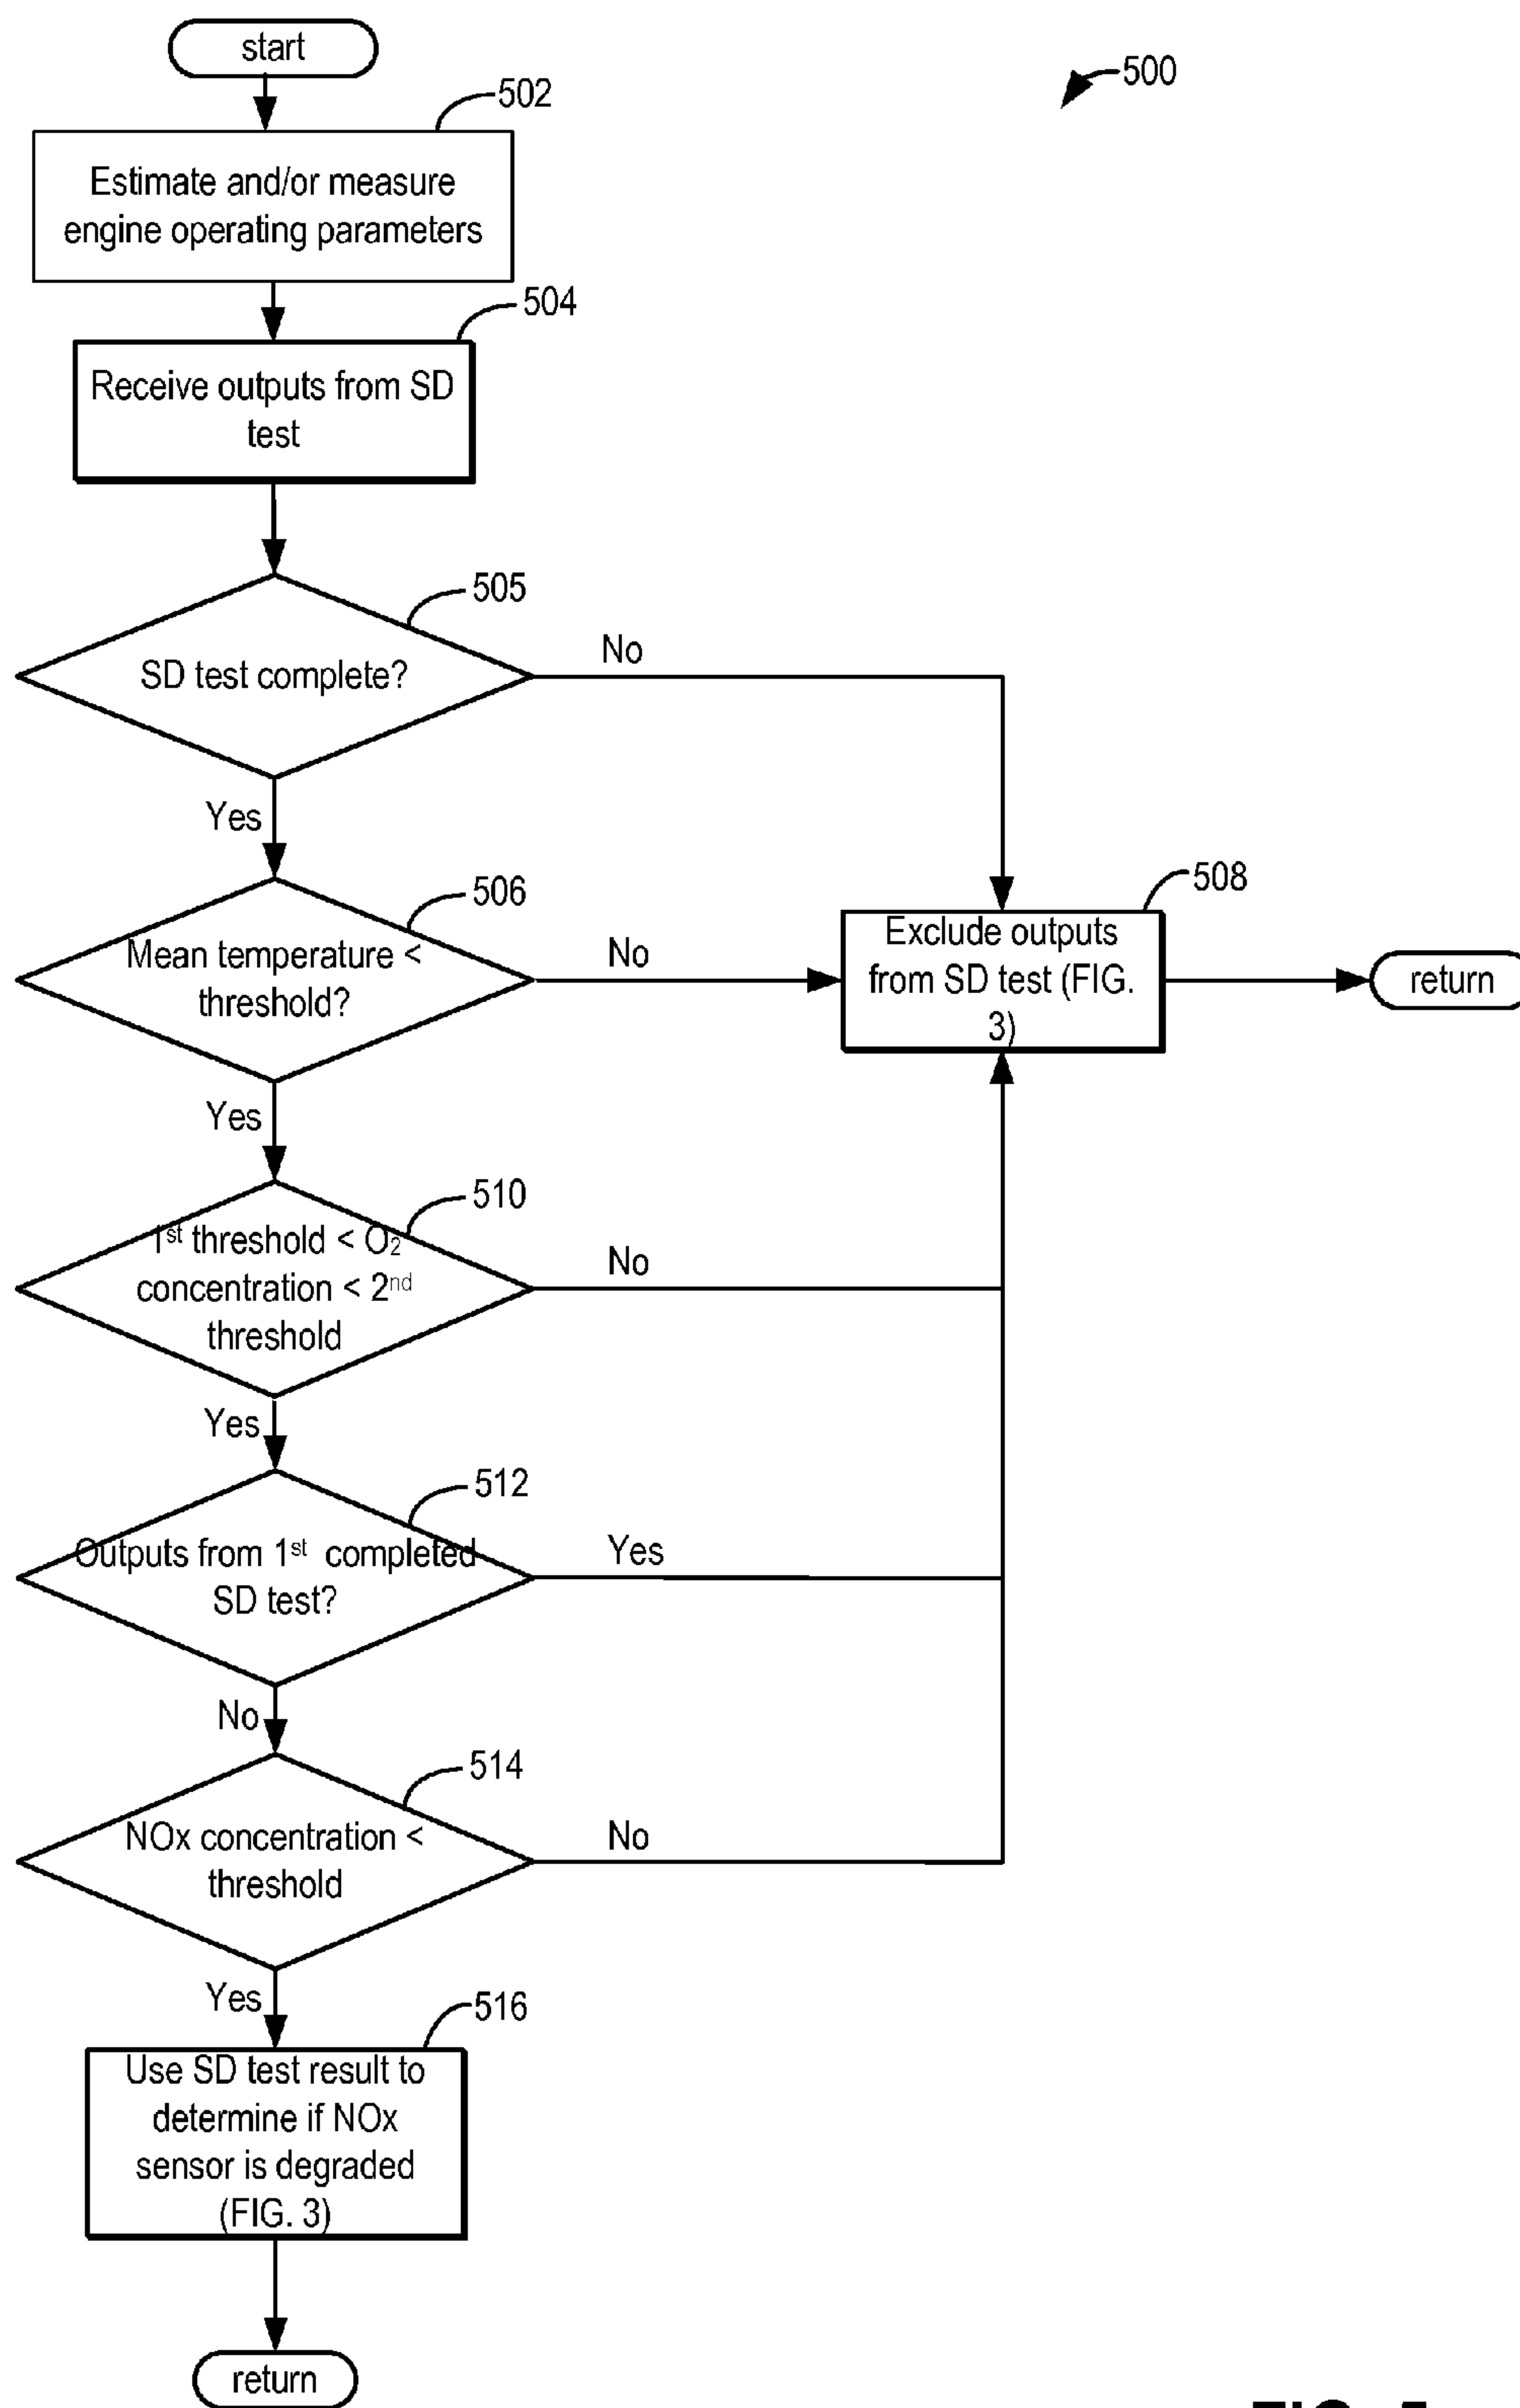 start
500
502
Estimate and/or measure
engine operating parameters
504
Receive outputs from SD
test
505
SD test complete?
No
Yes
506
Mean temperature <
threshold?
No
508
Exclude outputs
from SD test (FIG.
3)
return
Yes
510
1st threshold < O2
concentration < 2nd
threshold
No
Yes
512
Outputs from 1st completed
SD test?
Yes
No
514
NOx concentration <
threshold
No
Yes
516
Use SD test result to
determine if NOx
sensor is degraded
(FIG. 3)
return